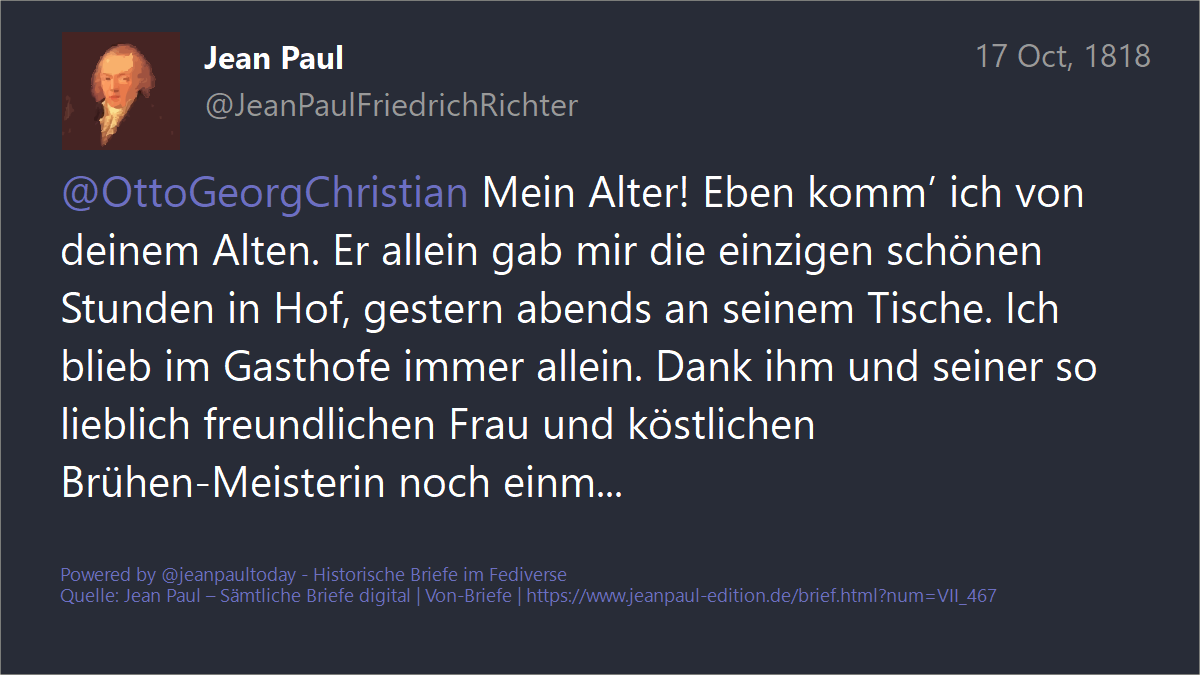 Jean Paul
17 Oct, 1818
@JeanPaulFriedrichRichter
@OttoGeorgChristian Mein Alter! Eben komm’ ich von
deinem Alten. Er allein gab mir die einzigen schönen
Stunden in Hof, gestern abends an seinem Tische. Ich
blieb im Gasthofe immer allein. Dank ihm und seiner so
lieblich freundlichen Frau und köstlichen
Brühen-Meisterin noch einm...
Powered by @jeanpaultoday - Historische Briefe im Fediverse
Quelle: Jean Paul – Sämtliche Briefe digital | Von-Briefe | https://www.jeanpaul-edition.de/brief.html?num=VII_467